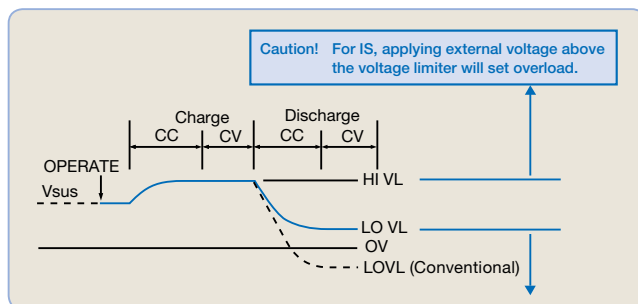 Caution! For IS, applying external voltage above
the voltage limiter will set overload.
Charge
Discharge
CC
CV
CC
CV
OPERATE
Vsus
HI VL
LO VL
OV
LOVL (Conventional)